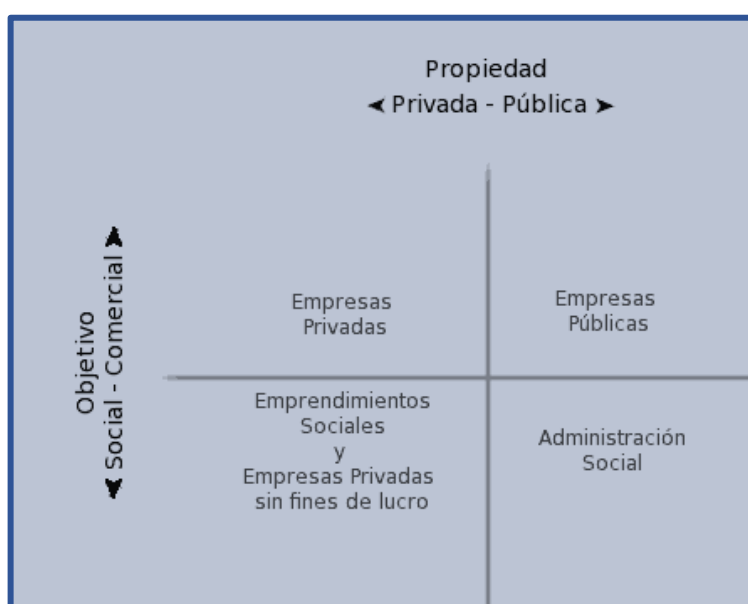 Propiedad
◄ Privada - Pública ►
Objetivo
◄ Social - Comercial ►
Empresas
Privadas
Empresas
Públicas
Emprendimientos
Sociales
y
Empresas Privadas
sin fines de lucro
Administración
Social